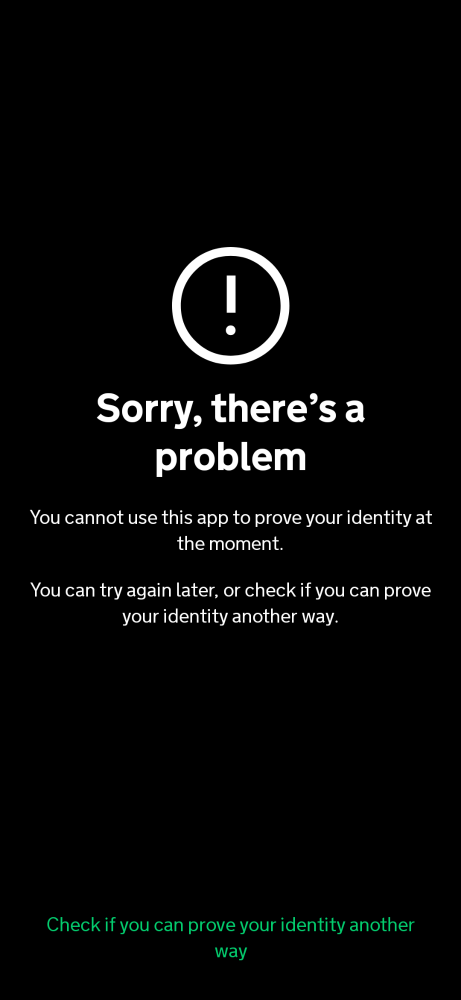 Sorry, there’s a
problem
You cannot use this app to prove your identity at
the moment.
You can try again later, or check if you can prove
your identity another way.
Check if you can prove your identity another
way